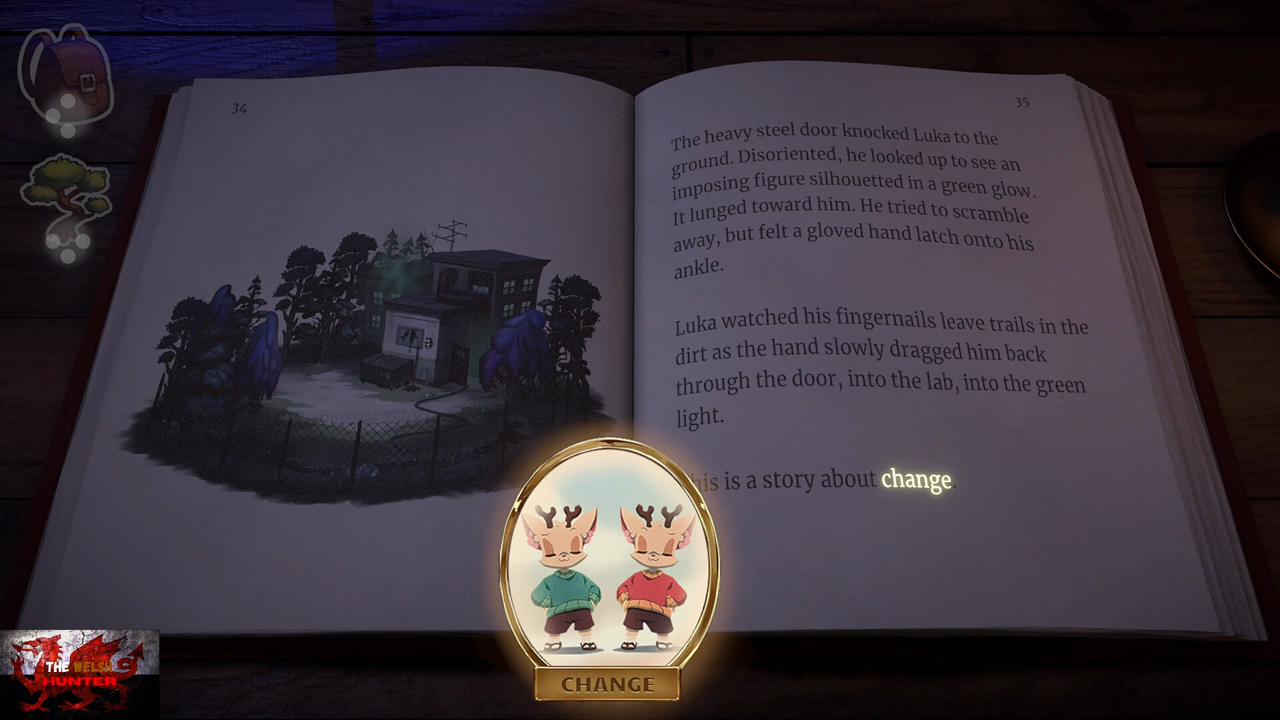 34
35
The heavy steel door knocked Luka to the
ground. Disoriented, he looked up to see an
imposing figure silhouetted in a green glow.
It lunged toward him. He tried to scramble
away, but felt a gloved hand latch onto his
ankle.
Luka watched his fingernails leave trails in the
dirt as the hand slowly dragged him back
through the door, into the lab, into the green
light.
his is a story about change.
CHANGE
THE WELSH
HUNTER